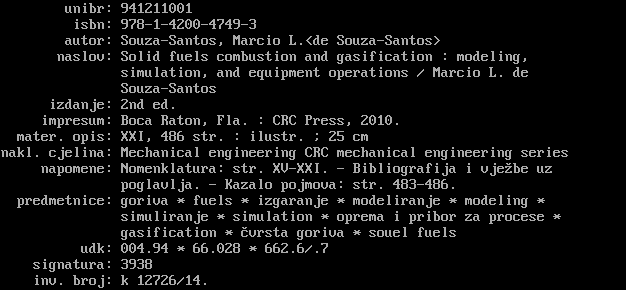 unibr: 941211001
isbn: 978-1-4200-4749-3
autor: Souza-Santos, Marcio L.<de Souza-Santos>
naslov: Solid fuels combustion and gasification : modeling,
simulation, and equipment operations / Marcio L. de
Souza-Santos
izdanje: 2nd ed.
impresum: Boca Raton, Fla. : CRC Press, 2010.
mater. opis: XXI, 486 str. : ilustr. ; 25 cm
nakl. cjelina: Mechanical engineering CRC mechanical engineering series
napomene: Nomenklatura: str. XV-XXI. - Bibliografija i vježbe uz
poglavlja. - Kazalo pojmova: str. 483-486.
predmetnice: goriva * fuels * izgaranje * modeliranje * modeling *
simuliranje * simulation * oprema i pribor za procese *
gasification * čvrsta goriva * souel fuels
udk: 004.94 * 66.028 * 662.6/.7
signatura: 3938
inv. broj: k 12726/14.